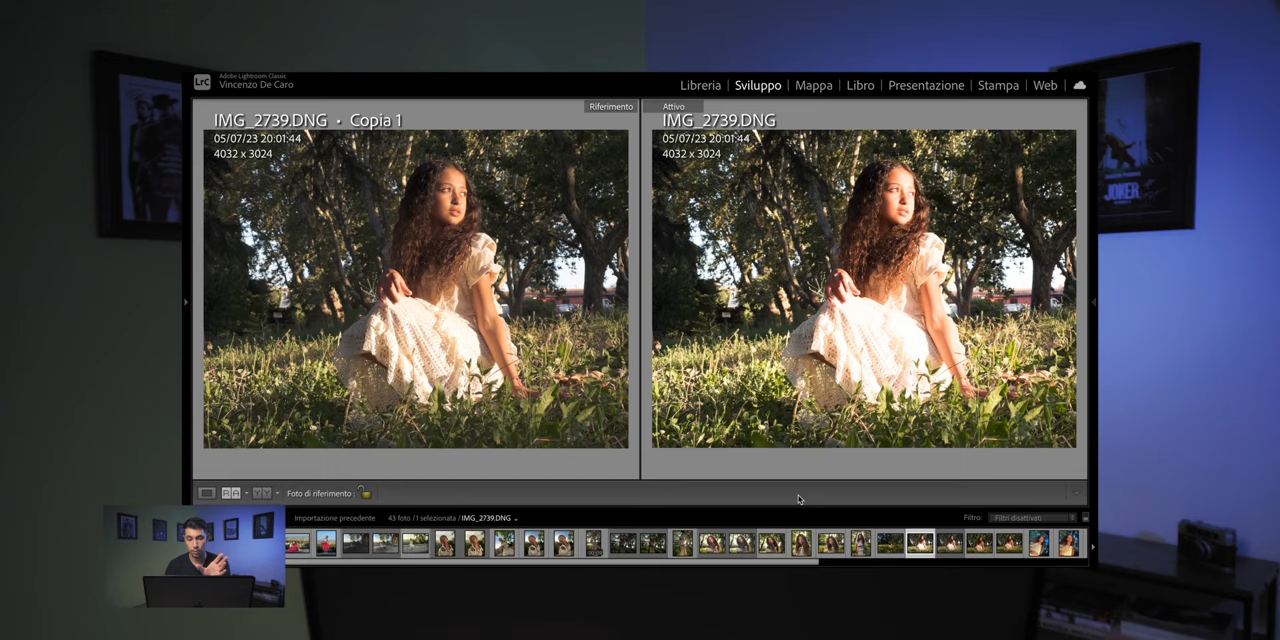 LrC
Adobe Lightroom Classic
Vincenzo De Caro
Libreria | Sviluppo | Mappa | Libro | Presentazione | Stampa | Web
Riferimento
Attivo
IMG_2739.DNG • Copia 1
05/07/23 20:01:44
4032 x 3024
IMG_2739.DNG
05/07/23 20:01:44
4032 x 3024
JOKER
RA
YY
Foto di riferimento
Importazione precedente
43 foto / 1 selezionata / IMG_2739.DNG
Filtro:
Filtri disattivati